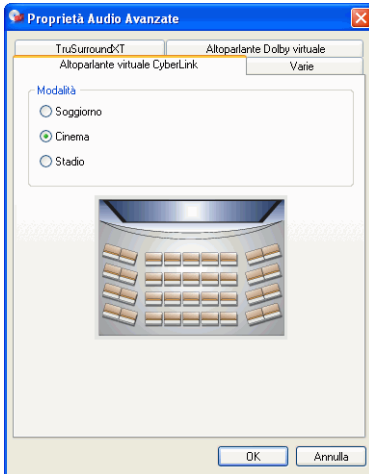 Proprietà Audio Avanzate
TruSurroundXT
Altoparlante Dolby virtuale
Altoparlante virtuale CyberLink
Varie
Modalità
Soggiorno
Cinema
Stadio
OK
Annulla